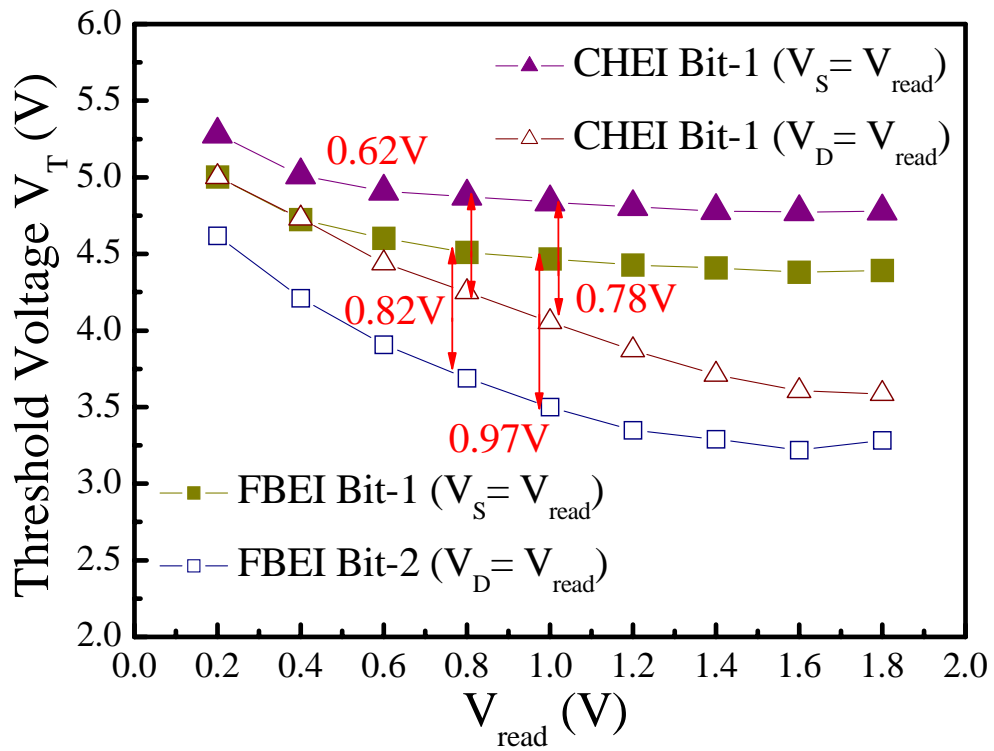 6.0
5.5
5.0
4.5
4.0
3.5
3.0
2.5
2.0
Threshold Voltage V_T (V)
CHEI Bit-1 (V_S= V_read)
CHEI Bit-1 (V_D= V_read)
0.62V
0.82V
0.78V
0.97V
FBEI Bit-1 (V_S= V_read)
FBEI Bit-2 (V_D= V_read)
0.0 0.2 0.4 0.6 0.8 1.0 1.2 1.4 1.6 1.8 2.0
V_read (V)